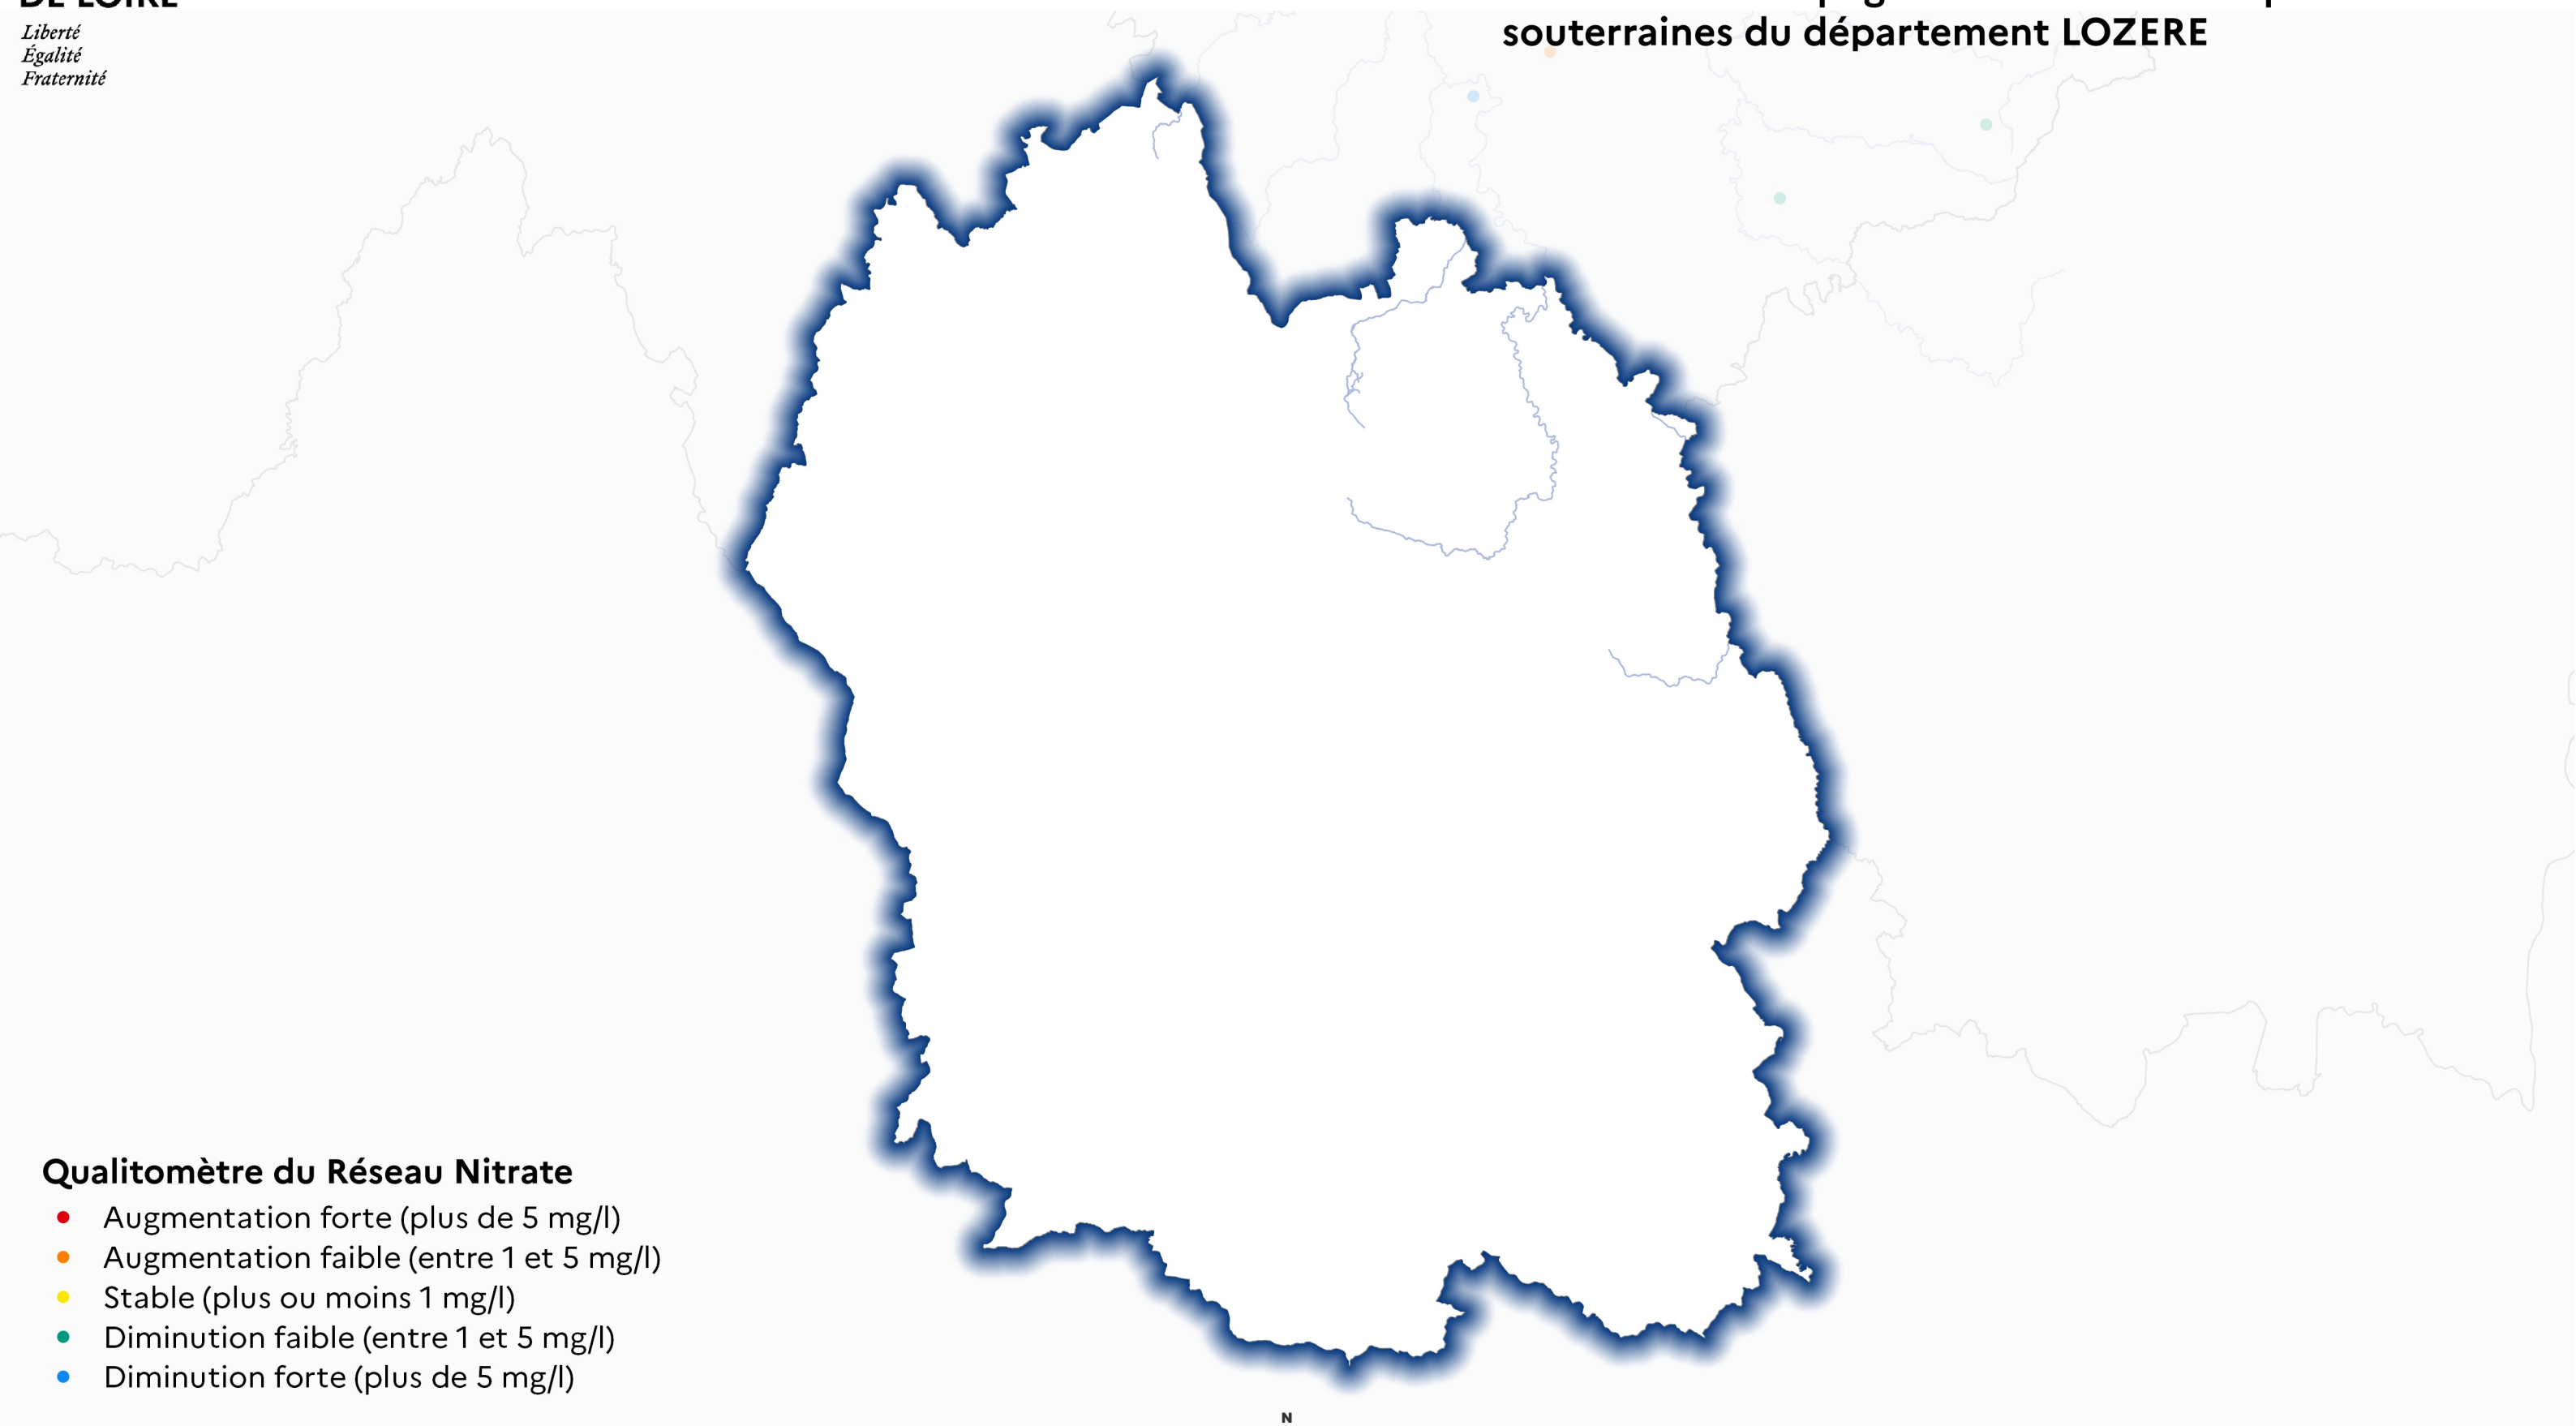 DE LOIRE
Liberté
Égalité
Fraternité
souterraines du département LOZERE
Qualitomètre du Réseau Nitrate
Augmentation forte (plus de 5 mg/l)
Augmentation faible (entre 1 et 5 mg/l)
Stable (plus ou moins 1 mg/l)
Diminution faible (entre 1 et 5 mg/l)
Diminution forte (plus de 5 mg/l)
N